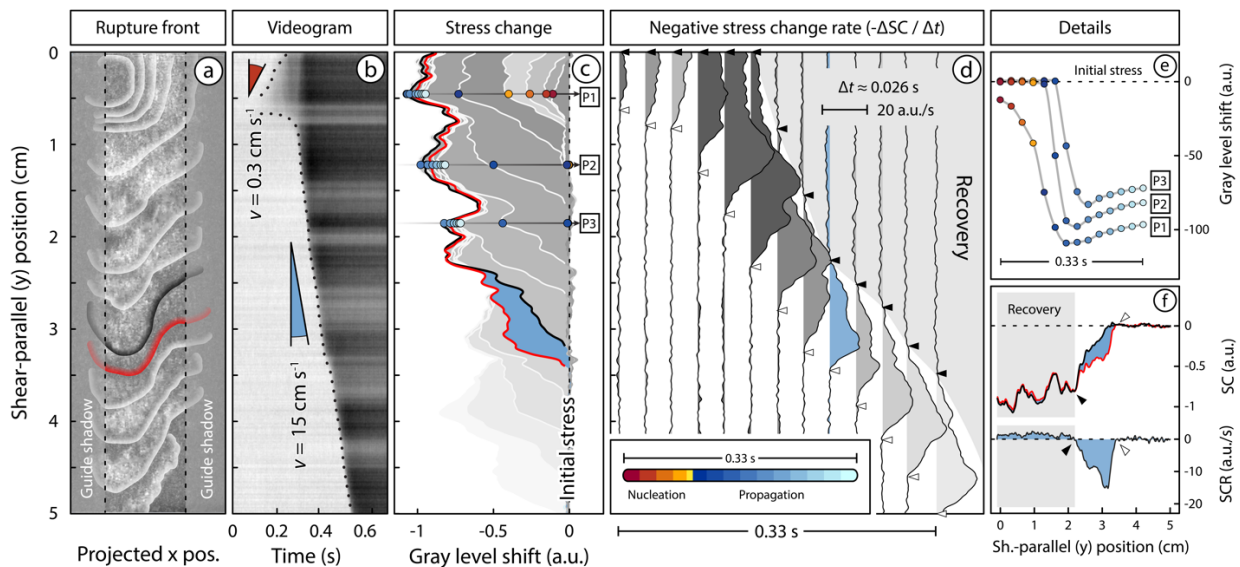 Rupture front
Videogram
Stress change
Negative stress change rate (-ΔSC / Δt)
Details
Shear-parallel (y) position (cm)
0
1
2
3
4
5
a
Guide shadow
Guide shadow
Projected x pos.
b
v = 0.3 cm s⁻¹
v = 15 cm s⁻¹
0
0.2
0.4
0.6
Time (s)
c
P1
P2
P3
Initial stress
-1
-0.5
0
Gray level shift (a.u.)
d
Δt ≈ 0.026 s
20 a.u./s
Recovery
0.33 s
Nucleation
Propagation
0.33 s
e
Initial stress
0
-50
-100
Gray level shift (a.u.)
P3
P2
P1
0.33 s
f
Recovery
0
-0.5
-1
SC (a.u.)
0
-10
-20
SCR (a.u./s)
0 1 2 3 4 5
Sh.-parallel (y) position (cm)